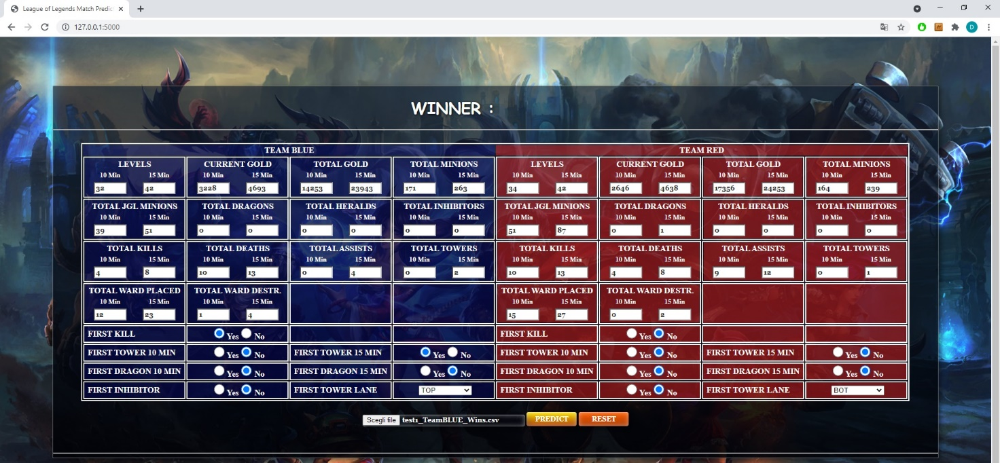 League of Legends Match Predic
127.0.0.1:5000
D
WINNER :
TEAM BLUE TEAM RED
LEVELS CURRENT GOLD TOTAL GOLD TOTAL MINIONS LEVELS CURRENT GOLD TOTAL GOLD TOTAL MINIONS
10 Min 15 Min 10 Min 15 Min 10 Min 15 Min 10 Min 15 Min 10 Min 15 Min 10 Min 15 Min 10 Min 15 Min 10 Min 15 Min
32 42 3228 4693 14253 23943 171 263 34 42 2646 4638 17356 24253 164 239
TOTAL JGL MINIONS TOTAL DRAGONS TOTAL HERALDS TOTAL INHIBITORS TOTAL JGL MINIONS TOTAL DRAGONS TOTAL HERALDS TOTAL INHIBITORS
10 Min 15 Min 10 Min 15 Min 10 Min 15 Min 10 Min 15 Min 10 Min 15 Min 10 Min 15 Min 10 Min 15 Min 10 Min 15 Min
39 51 0 0 0 0 0 0 51 87 0 1 0 0 0 0
TOTAL KILLS TOTAL DEATHS TOTAL ASSISTS TOTAL TOWERS TOTAL KILLS TOTAL DEATHS TOTAL ASSISTS TOTAL TOWERS
10 Min 15 Min 10 Min 15 Min 10 Min 15 Min 10 Min 15 Min 10 Min 15 Min 10 Min 15 Min 10 Min 15 Min 10 Min 15 Min
4 8 10 13 0 4 0 2 10 13 4 8 9 12 0 1
TOTAL WARD PLACED TOTAL WARD DESTR. TOTAL WARD PLACED TOTAL WARD DESTR.
10 Min 15 Min 10 Min 15 Min 10 Min 15 Min 10 Min 15 Min
12 23 1 4 15 27 0 2
FIRST KILL Yes No FIRST KILL Yes No
FIRST TOWER 10 MIN Yes No FIRST TOWER 15 MIN Yes No FIRST TOWER 10 MIN Yes No FIRST TOWER 15 MIN Yes No
FIRST DRAGON 10 MIN Yes No FIRST DRAGON 15 MIN Yes No FIRST DRAGON 10 MIN Yes No FIRST DRAGON 15 MIN Yes No
FIRST INHIBITOR Yes No FIRST TOWER LANE TOP FIRST INHIBITOR Yes No FIRST TOWER LANE BOT
Scegli file test1_TeamBLUE_Wins.csv PREDICT RESET